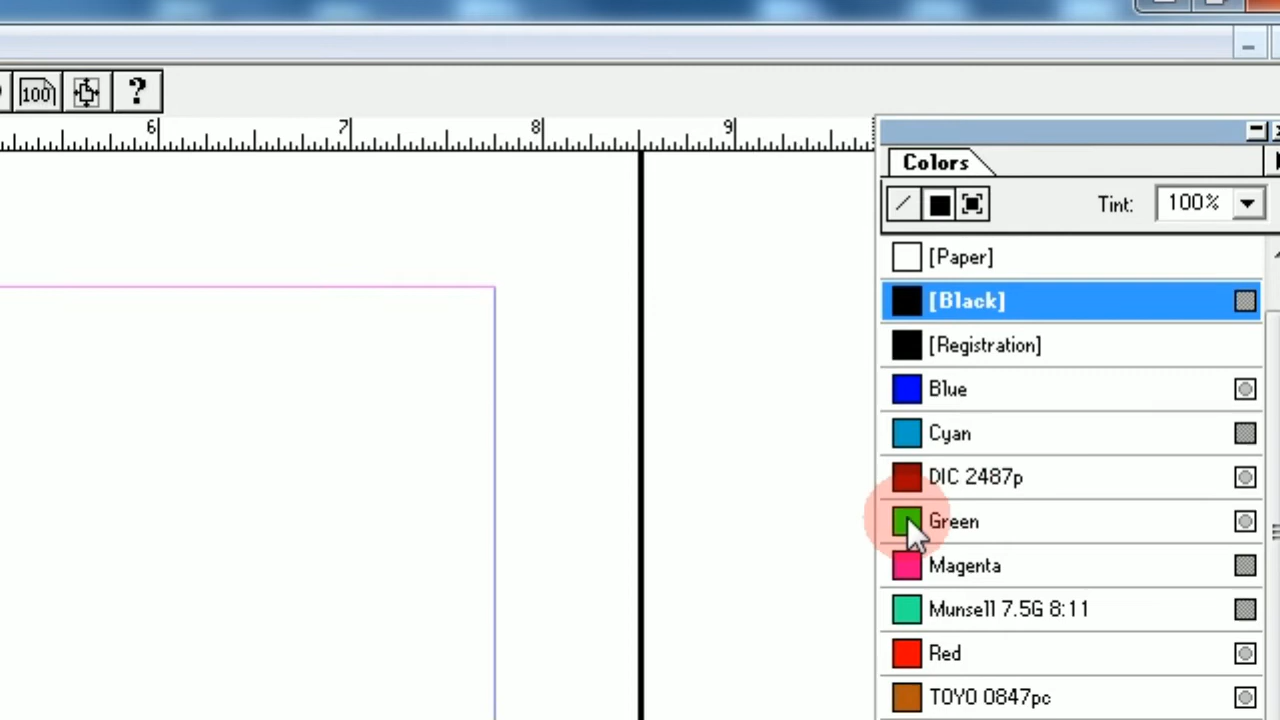 100 ?
6 7 8 9
Colors
Tint: 100%
[Paper]
[Black]
[Registration]
Blue
Cyan
DIC 2487p
Green
Magenta
Munsell 7.5G 8:11
Red
TOYO 0847pc